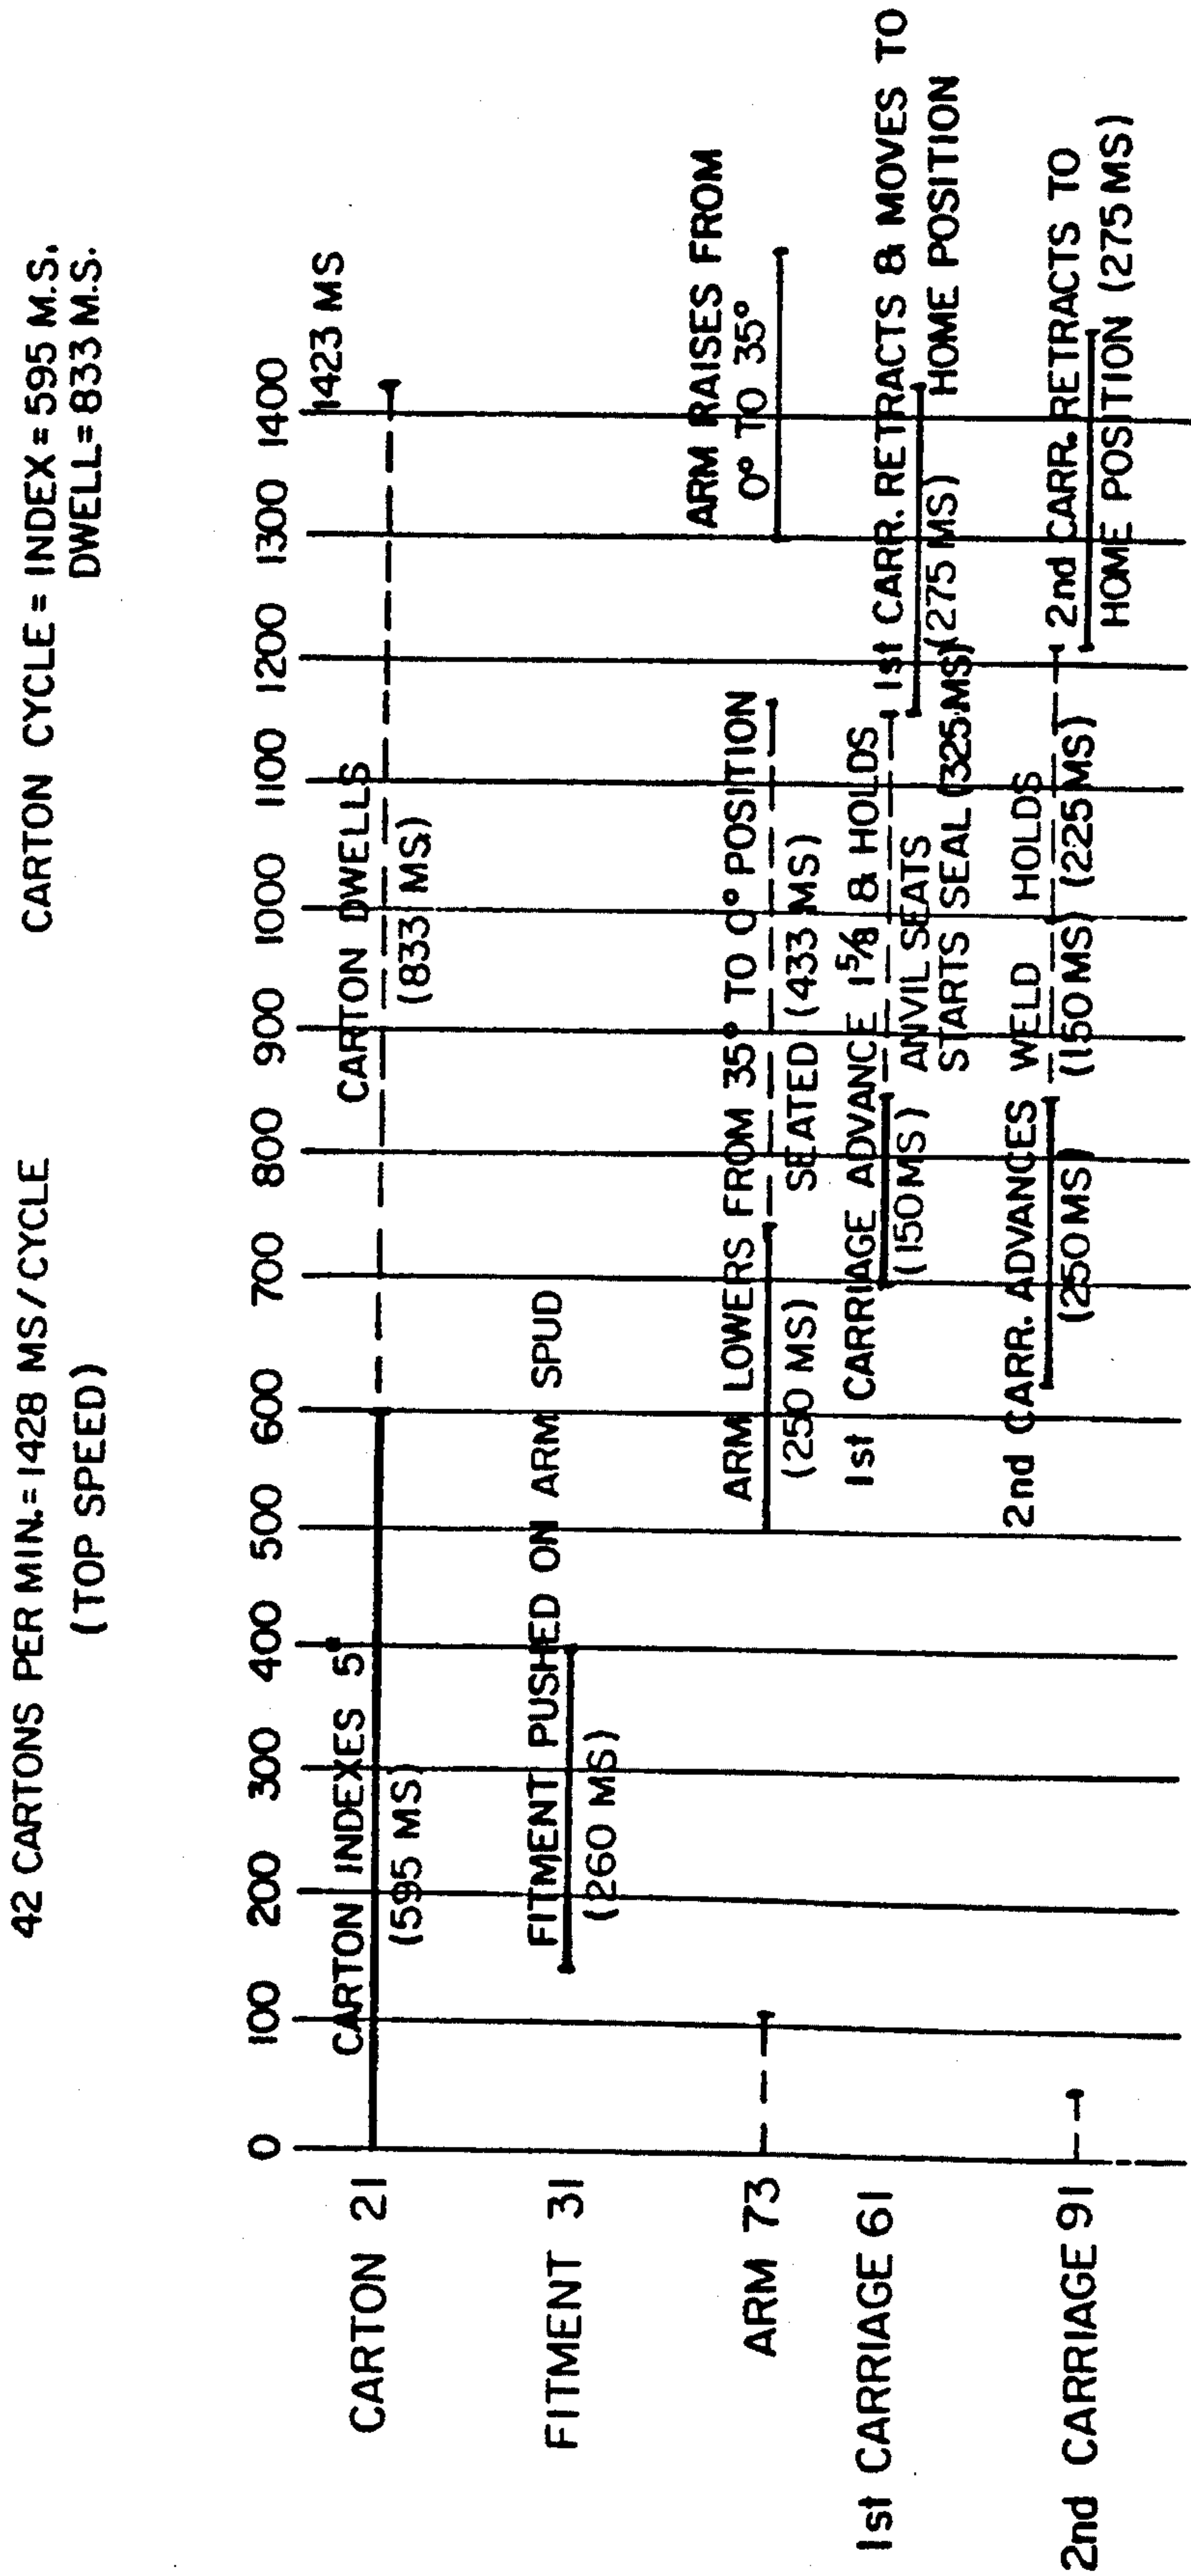 42 CARTONS PER MIN. = 1428 MS / CYCLE
(TOP SPEED)
CARTON CYCLE = INDEX = 595 M.S.
DWELL = 833 M.S.
0 100 200 300 400 500 600 700 800 900 1000 1100 1200 1300 1400
1423 MS
CARTON 21
CARTON INDEXES 5"
(595 MS)
CARTON DWELLS
(833 MS.)
FITMENT 31
FITMENT PUSHED ON ARM SPUD
(260 MS)
ARM 73
ARM LOWERS FROM 35° TO 0° POSITION
(250 MS)
SEATED (433 MS)
ARM RAISES FROM
0° TO 35°
1st CARRIAGE 61
1st CARRIAGE ADVANCE 1 5/8 & HOLDS
(150 MS)
ANVIL SEATS
STARTS SEAL (325 MS)
1st CARR. RETRACTS & MOVES TO
HOME POSITION
(275 MS)
2nd CARRIAGE 91
2nd CARR. ADVANCES
(250 MS)
WELD HOLDS
(150 MS) (225 MS)
2nd CARR. RETRACTS TO
HOME POSITION (275 MS)